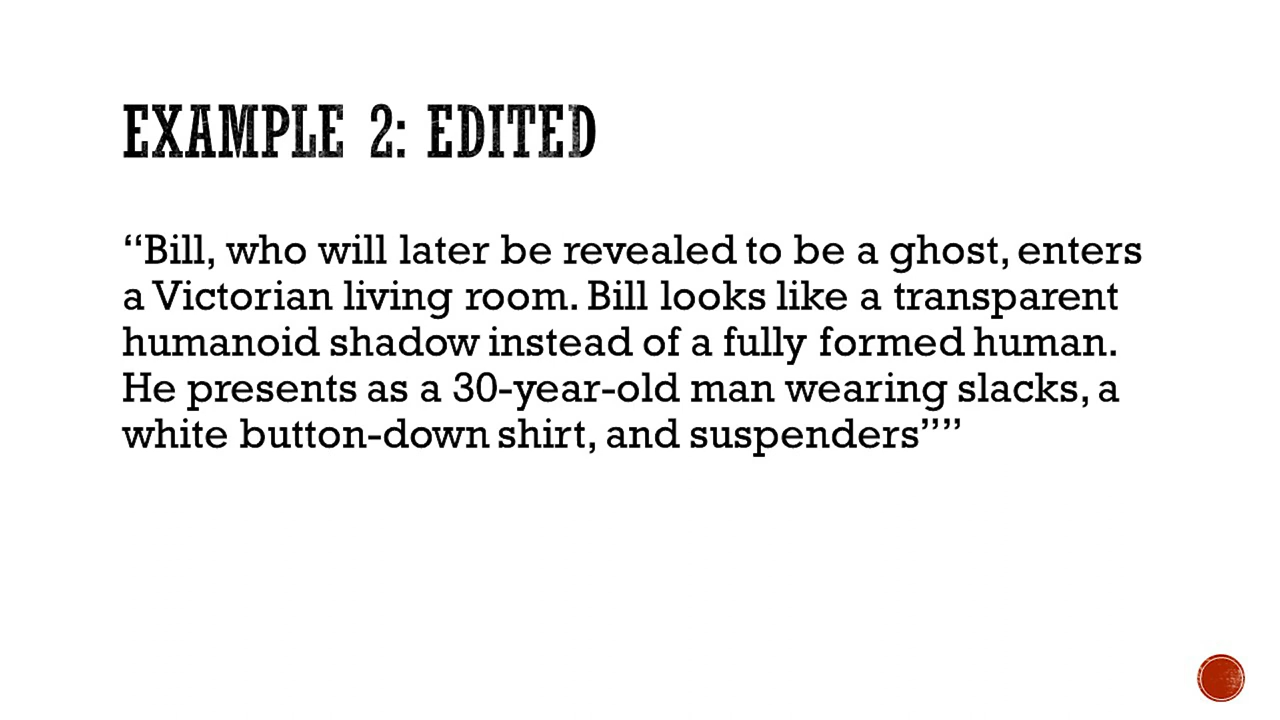 EXAMPLE 2: EDITED
“Bill, who will later be revealed to be a ghost, enters
a Victorian living room. Bill looks like a transparent
humanoid shadow instead of a fully formed human.
He presents as a 30-year-old man wearing slacks, a
white button-down shirt, and suspenders””